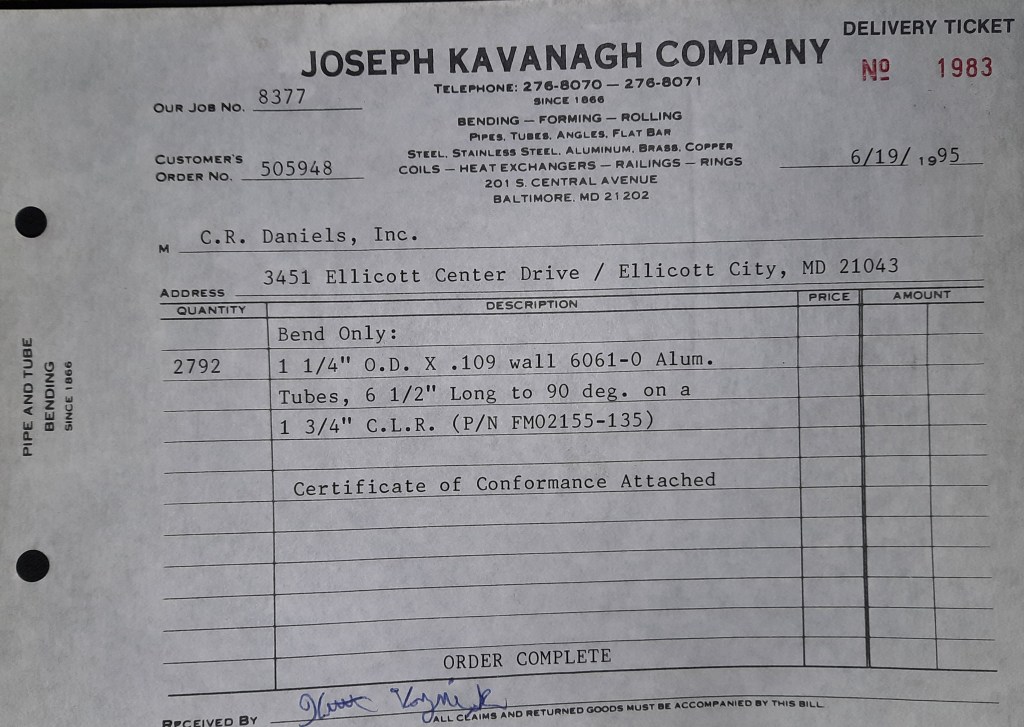 DELIVERY TICKET
JOSEPH KAVANAGH COMPANY
Nº 1983
TELEPHONE: 276-8070 — 276-8071
SINCE 1866
OUR JOB NO. 8377
BENDING — FORMING — ROLLING
PIPES, TUBES, ANGLES, FLAT BAR
STEEL, STAINLESS STEEL, ALUMINUM, BRASS, COPPER
COILS — HEAT EXCHANGERS — RAILINGS — RINGS
201 S. CENTRAL AVENUE
BALTIMORE, MD 21202
CUSTOMER'S
ORDER NO. 505948
6/19/ 1995
M C.R. Daniels, Inc.
ADDRESS 3451 Ellicott Center Drive / Ellicott City, MD 21043
QUANTITY DESCRIPTION PRICE AMOUNT
Bend Only:
2792 1 1/4" O.D. X .109 wall 6061-0 Alum.
Tubes, 6 1/2" Long to 90 deg. on a
1 3/4" C.L.R. (P/N FM02155-135)
Certificate of Conformance Attached
ORDER COMPLETE
RECEIVED BY
ALL CLAIMS AND RETURNED GOODS MUST BE ACCOMPANIED BY THIS BILL
PIPE AND TUBE
BENDING
SINCE 1866